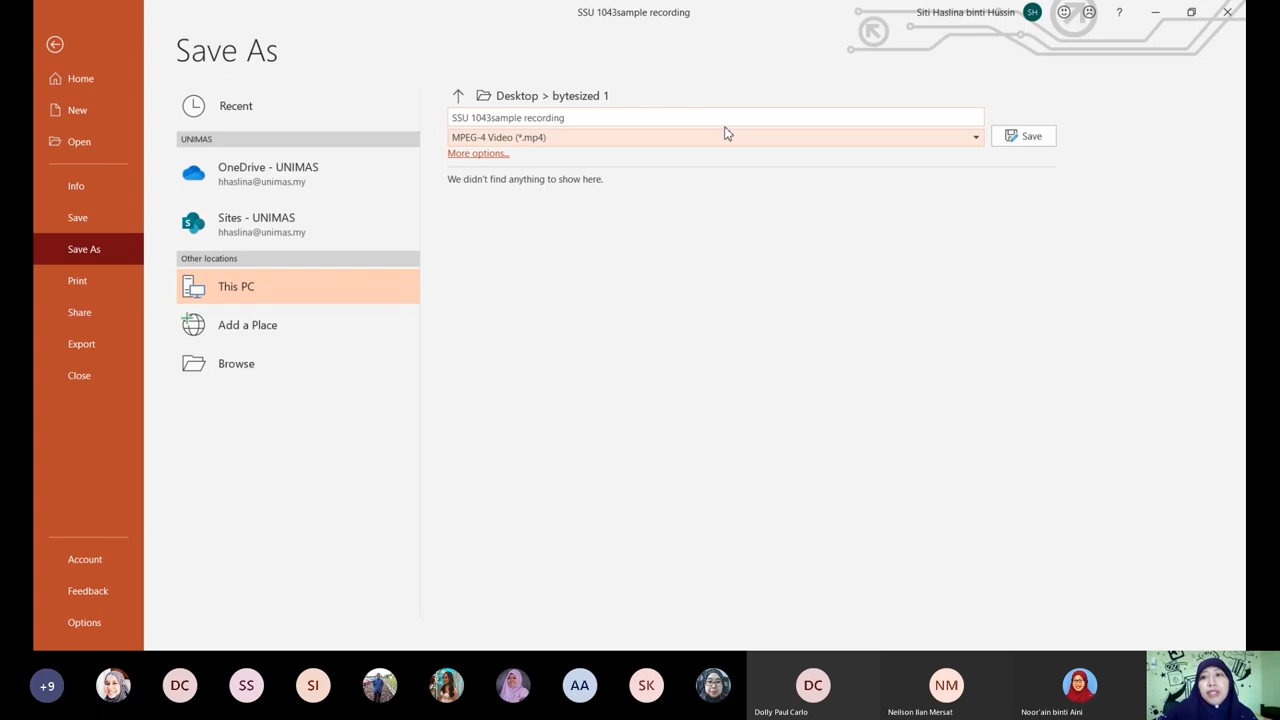 SSU 1043sample recording
Siti Haslina binti Hussin
SH
?
Save As
Home
New
Open
Info
Save
Save As
Print
Share
Export
Close
Account
Feedback
Options
Recent
UNIMAS
OneDrive - UNIMAS
hhaslina@unimas.my
Sites - UNIMAS
hhaslina@unimas.my
Other locations
This PC
Add a Place
Browse
Desktop > bytesized 1
SSU 1043sample recording
MPEG-4 Video (*.mp4)
Save
More options...
We didn't find anything to show here.
+9
DC
SS
SI
AA
SK
DC
Dolly Paul Carlo
NM
Neilson Ilan Mersat
Noor'ain binti Aini